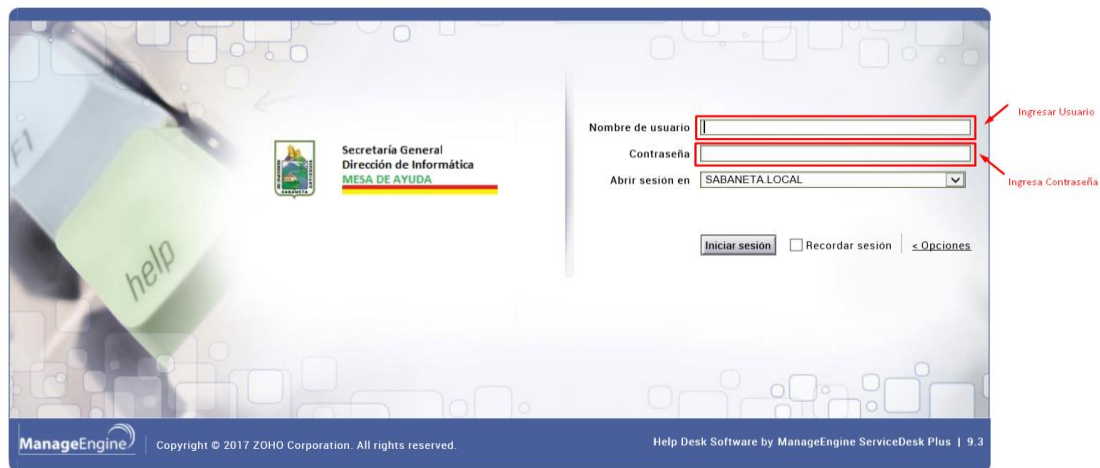 F1
help
SABANETA
Secretaría General
Dirección de Informática
MESA DE AYUDA
Nombre de usuario
Ingresar Usuario
Contraseña
Ingresa Contraseña
Abrir sesión en SABANETA.LOCAL
Iniciar sesión Recordar sesión < Opciones
ManageEngine Copyright © 2017 ZOHO Corporation. All rights reserved.
Help Desk Software by ManageEngine ServiceDesk Plus | 9.3